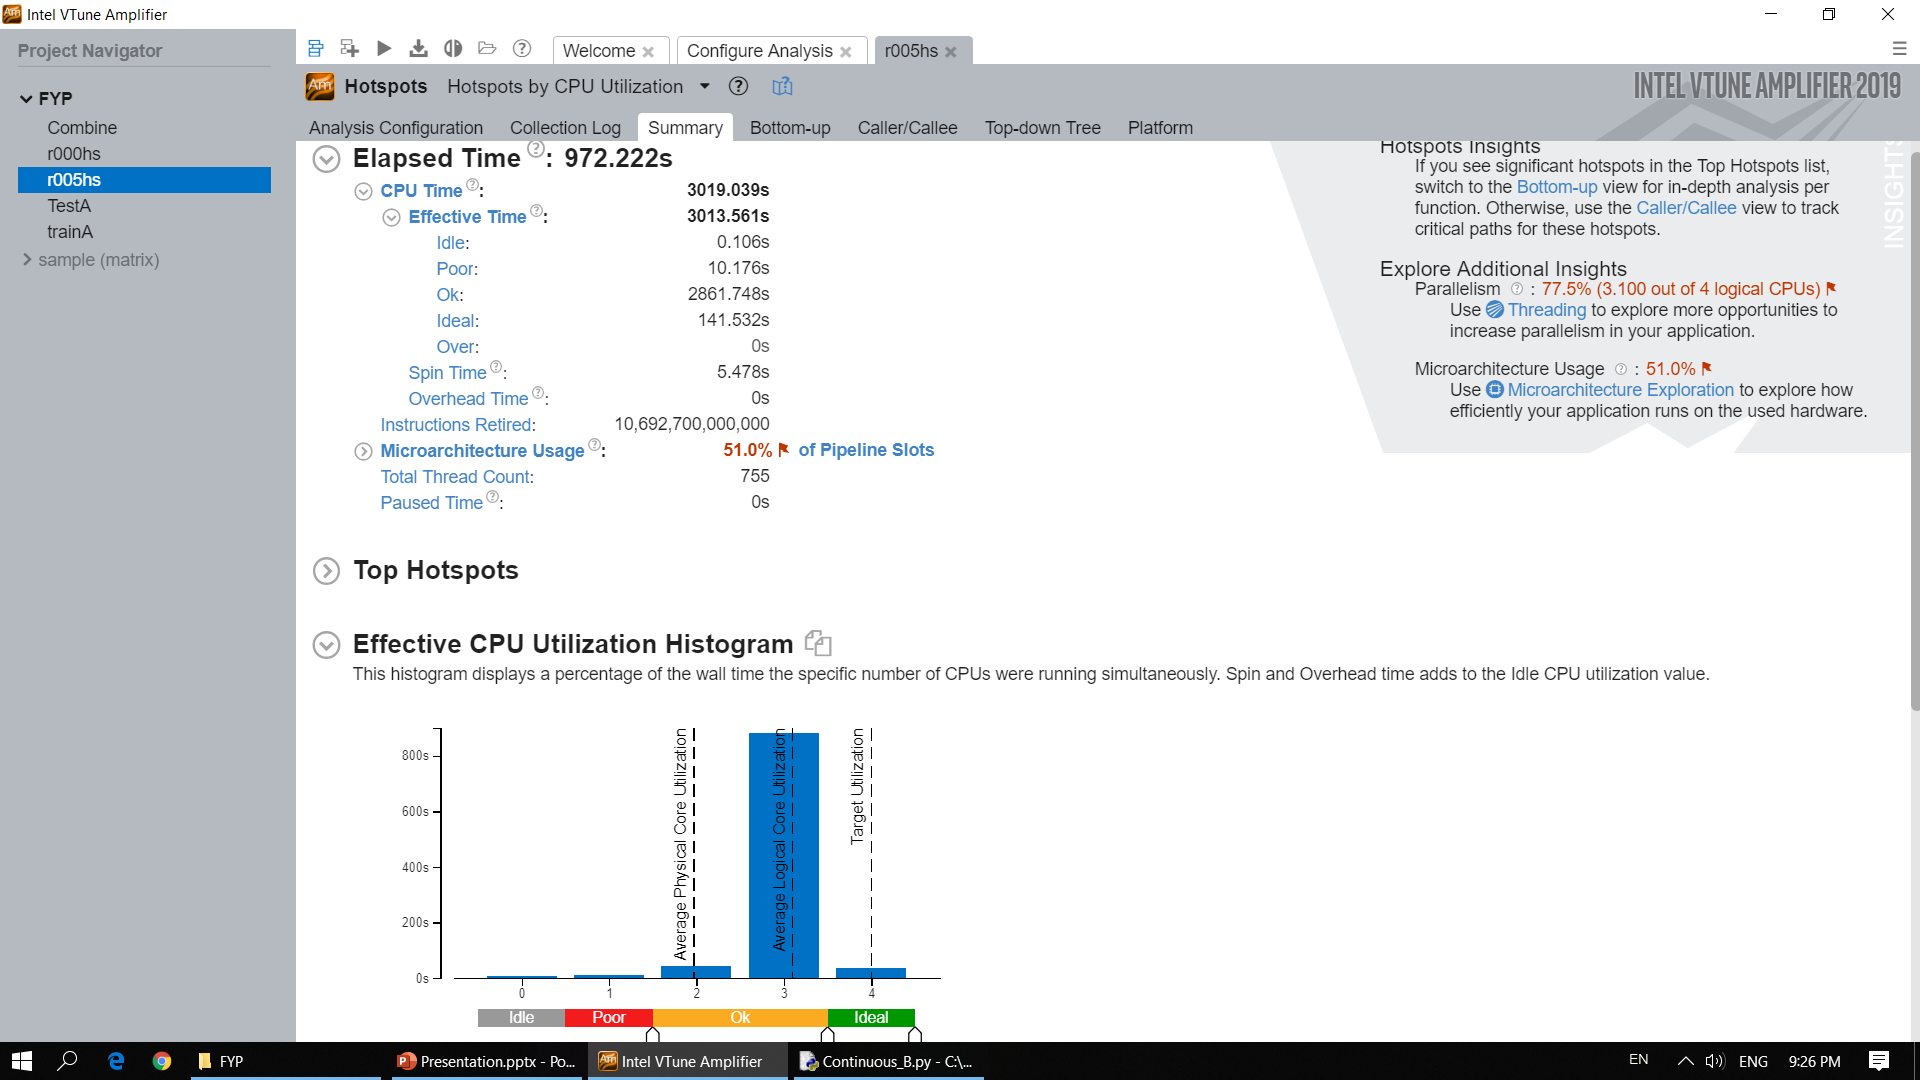 Intel VTune Amplifier
Project Navigator
FYP
Combine
r000hs
r005hs
TestA
trainA
sample (matrix)
Welcome
Configure Analysis
r005hs
Hotspots Hotspots by CPU Utilization
INTEL VTUNE AMPLIFIER 2019
Analysis Configuration Collection Log Summary Bottom-up Caller/Callee Top-down Tree Platform
Elapsed Time ?: 972.222s
CPU Time ?: 3019.039s
Effective Time ?: 3013.561s
Idle: 0.106s
Poor: 10.176s
Ok: 2861.748s
Ideal: 141.532s
Over: 0s
Spin Time ?: 5.478s
Overhead Time ?: 0s
Instructions Retired: 10,692,700,000,000
Microarchitecture Usage ?: 51.0% of Pipeline Slots
Total Thread Count: 755
Paused Time ?: 0s
Hotspots Insights
If you see significant hotspots in the Top Hotspots list,
switch to the Bottom-up view for in-depth analysis per
function. Otherwise, use the Caller/Callee view to track
critical paths for these hotspots.
Explore Additional Insights
Parallelism ? : 77.5% (3.100 out of 4 logical CPUs)
Use Threading to explore more opportunities to
increase parallelism in your application.
Microarchitecture Usage ? : 51.0%
Use Microarchitecture Exploration to explore how
efficiently your application runs on the used hardware.
INSIGHTS
Top Hotspots
Effective CPU Utilization Histogram
This histogram displays a percentage of the wall time the specific number of CPUs were running simultaneously. Spin and Overhead time adds to the Idle CPU utilization value.
800s
600s
400s
200s
0s
Average Physical Core Utilization
Average Logical Core Utilization
Target Utilization
0 1 2 3 4
Idle Poor Ok Ideal
FYP
Presentation.pptx - Po...
Intel VTune Amplifier
Continuous_B.py - C:\...
EN
ENG
9:26 PM